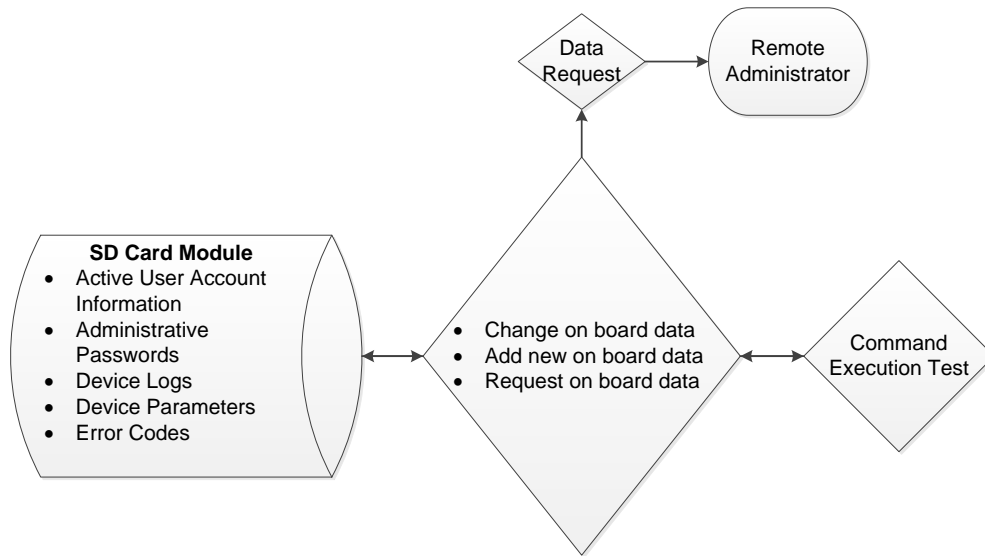 Data
Request
Remote
Administrator
SD Card Module
• Active User Account
Information
• Administrative
Passwords
• Device Logs
• Device Parameters
• Error Codes
• Change on board data
• Add new on board data
• Request on board data
Command
Execution Test